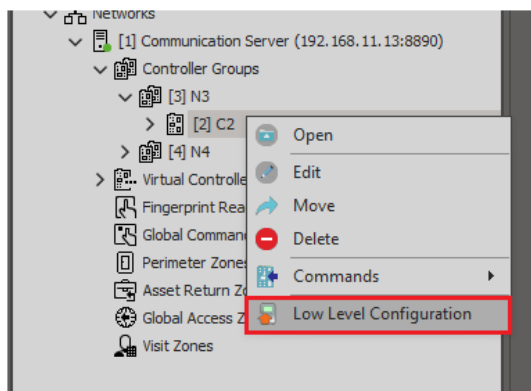 Networks
[1] Communication Server (192.168.11.13:8890)
Controller Groups
[3] N3
[2] C2
[4] N4
Virtual Controlle
Fingerprint Rea
Global Comman
Perimeter Zone
Asset Return Zo
Global Access Z
Visit Zones
Open
Edit
Move
Delete
Commands
Low Level Configuration